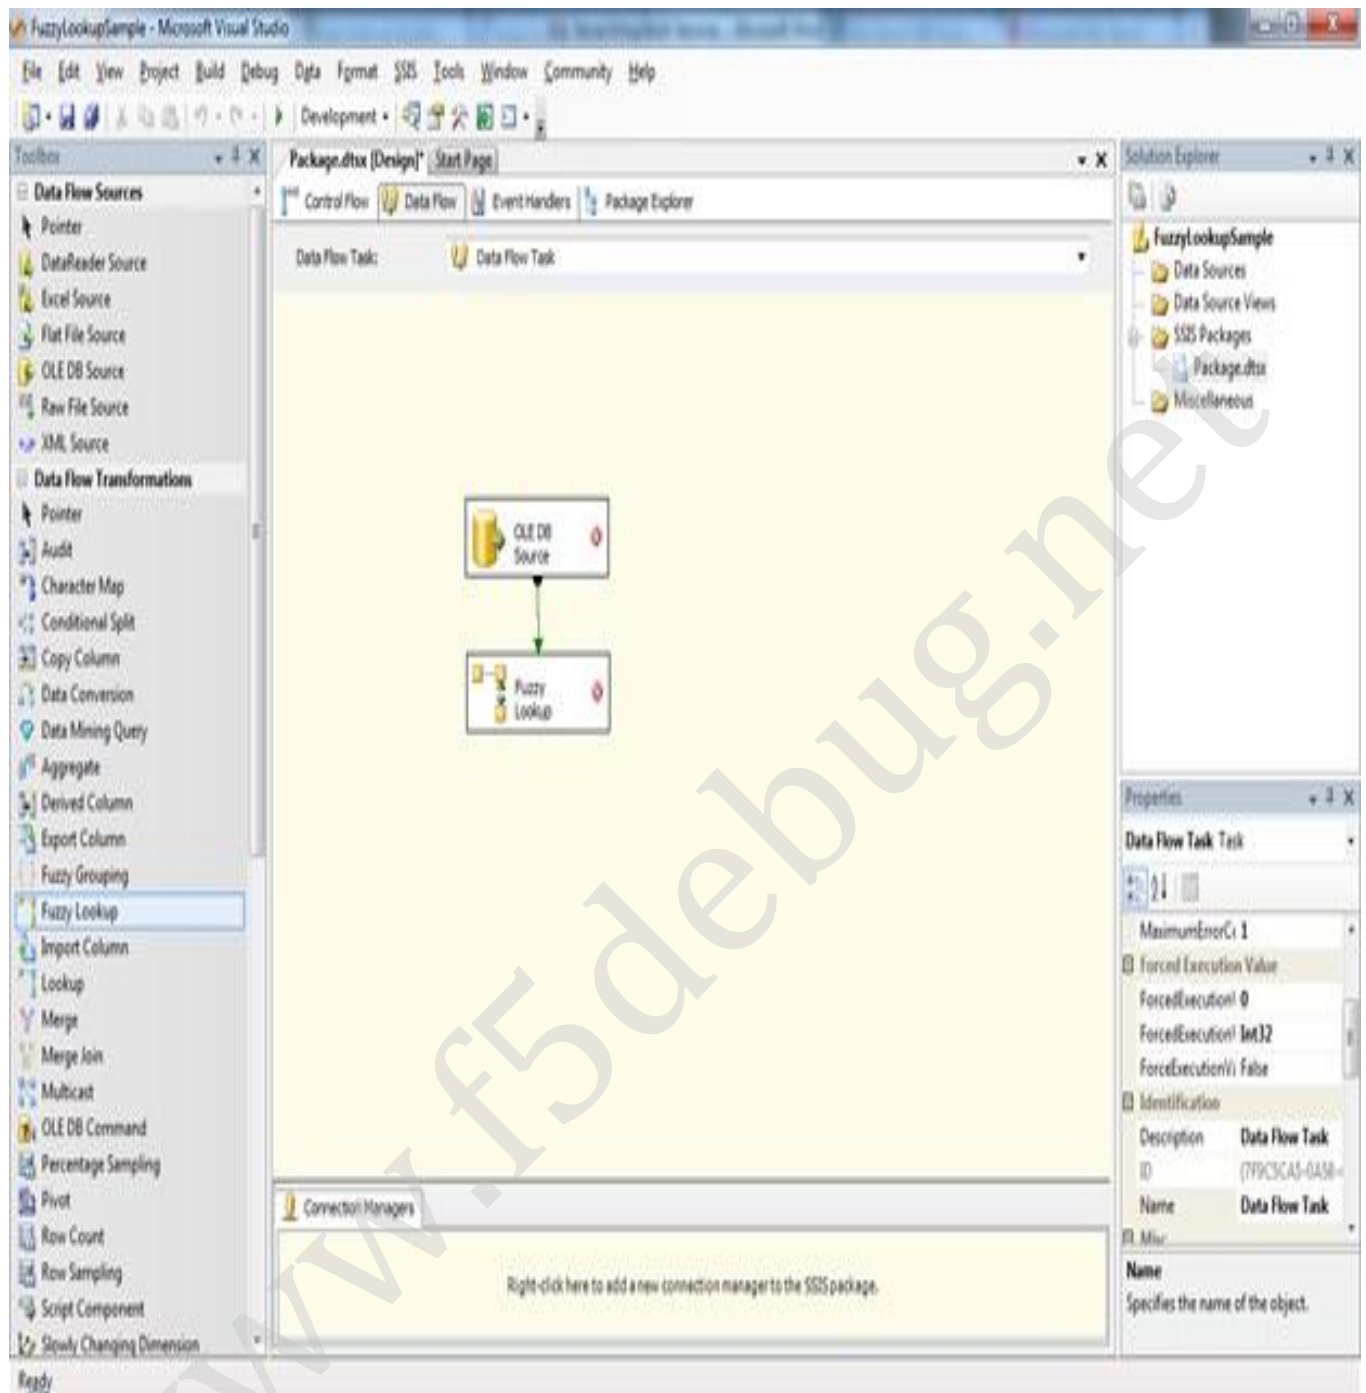 FuzzyLookupSample - Microsoft Visual Studio
File Edit View Project Build Debug Data Format SSIS Tools Window Community Help
Development
Toolbox
Data Flow Sources
Pointer
DataReader Source
Excel Source
Flat File Source
OLE DB Source
Raw File Source
XML Source
Data Flow Transformations
Pointer
Audit
Character Map
Conditional Split
Copy Column
Data Conversion
Data Mining Query
Aggregate
Derived Column
Export Column
Fuzzy Grouping
Fuzzy Lookup
Import Column
Lookup
Merge
Merge Join
Multicast
OLE DB Command
Percentage Sampling
Pivot
Row Count
Row Sampling
Script Component
Slowly Changing Dimension
Ready
Package.dtsx [Design]* Start Page
Control Flow Data Flow Event Handlers Package Explorer
Data Flow Task: Data Flow Task
OLE DB
Source
Fuzzy
Lookup
Connection Managers
Right-click here to add a new connection manager to the SSIS package.
Solution Explorer
FuzzyLookupSample
Data Sources
Data Source Views
SSIS Packages
Package.dtsx
Miscellaneous
Properties
Data Flow Task Task
MaximumErrorCo 1
Forced Execution Value
ForcedExecution 0
ForcedExecution Int32
ForceExecutionVa False
Identification
Description Data Flow Task
ID
Name Data Flow Task
Misc
Name
Specifies the name of the object.
www.f5debug.net